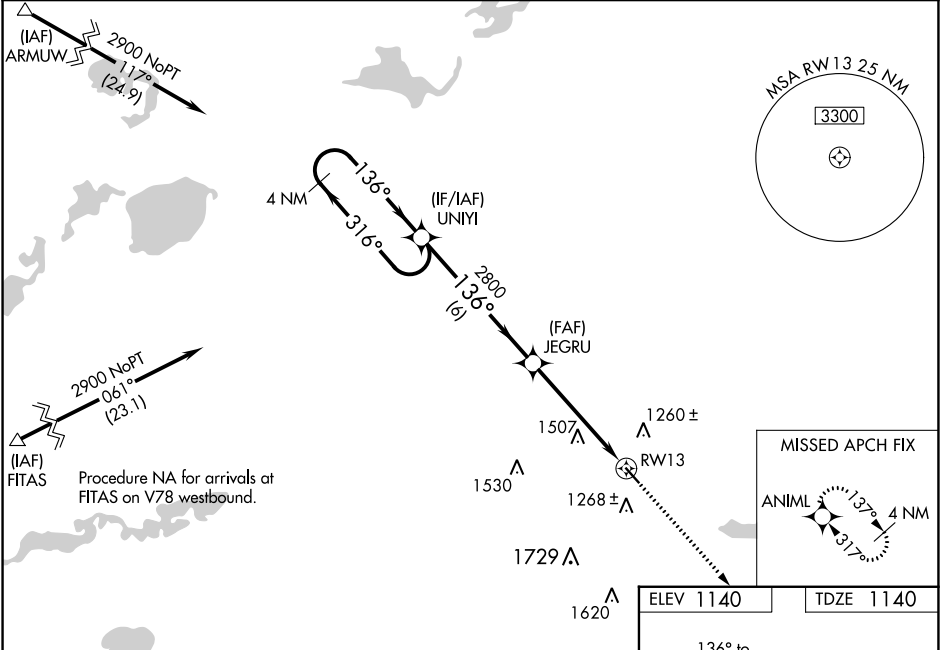 (IAF)
ARMUW
2900 NoPT
117°
(24.9)
MSA RW13 25 NM
3300
4 NM
136°
316°
(IF/IAF)
UNIYI
2800
136°
(6)
(FAF)
JEGRU
2900 NoPT
061°
(23.1)
(IAF)
FITAS
Procedure NA for arrivals at
FITAS on V78 westbound.
1507
1260 ±
RW13
1530
1268 ±
1729
1620
MISSED APCH FIX
ANIML
137°
4 NM
317°
ELEV 1140
TDZE 1140
136° to